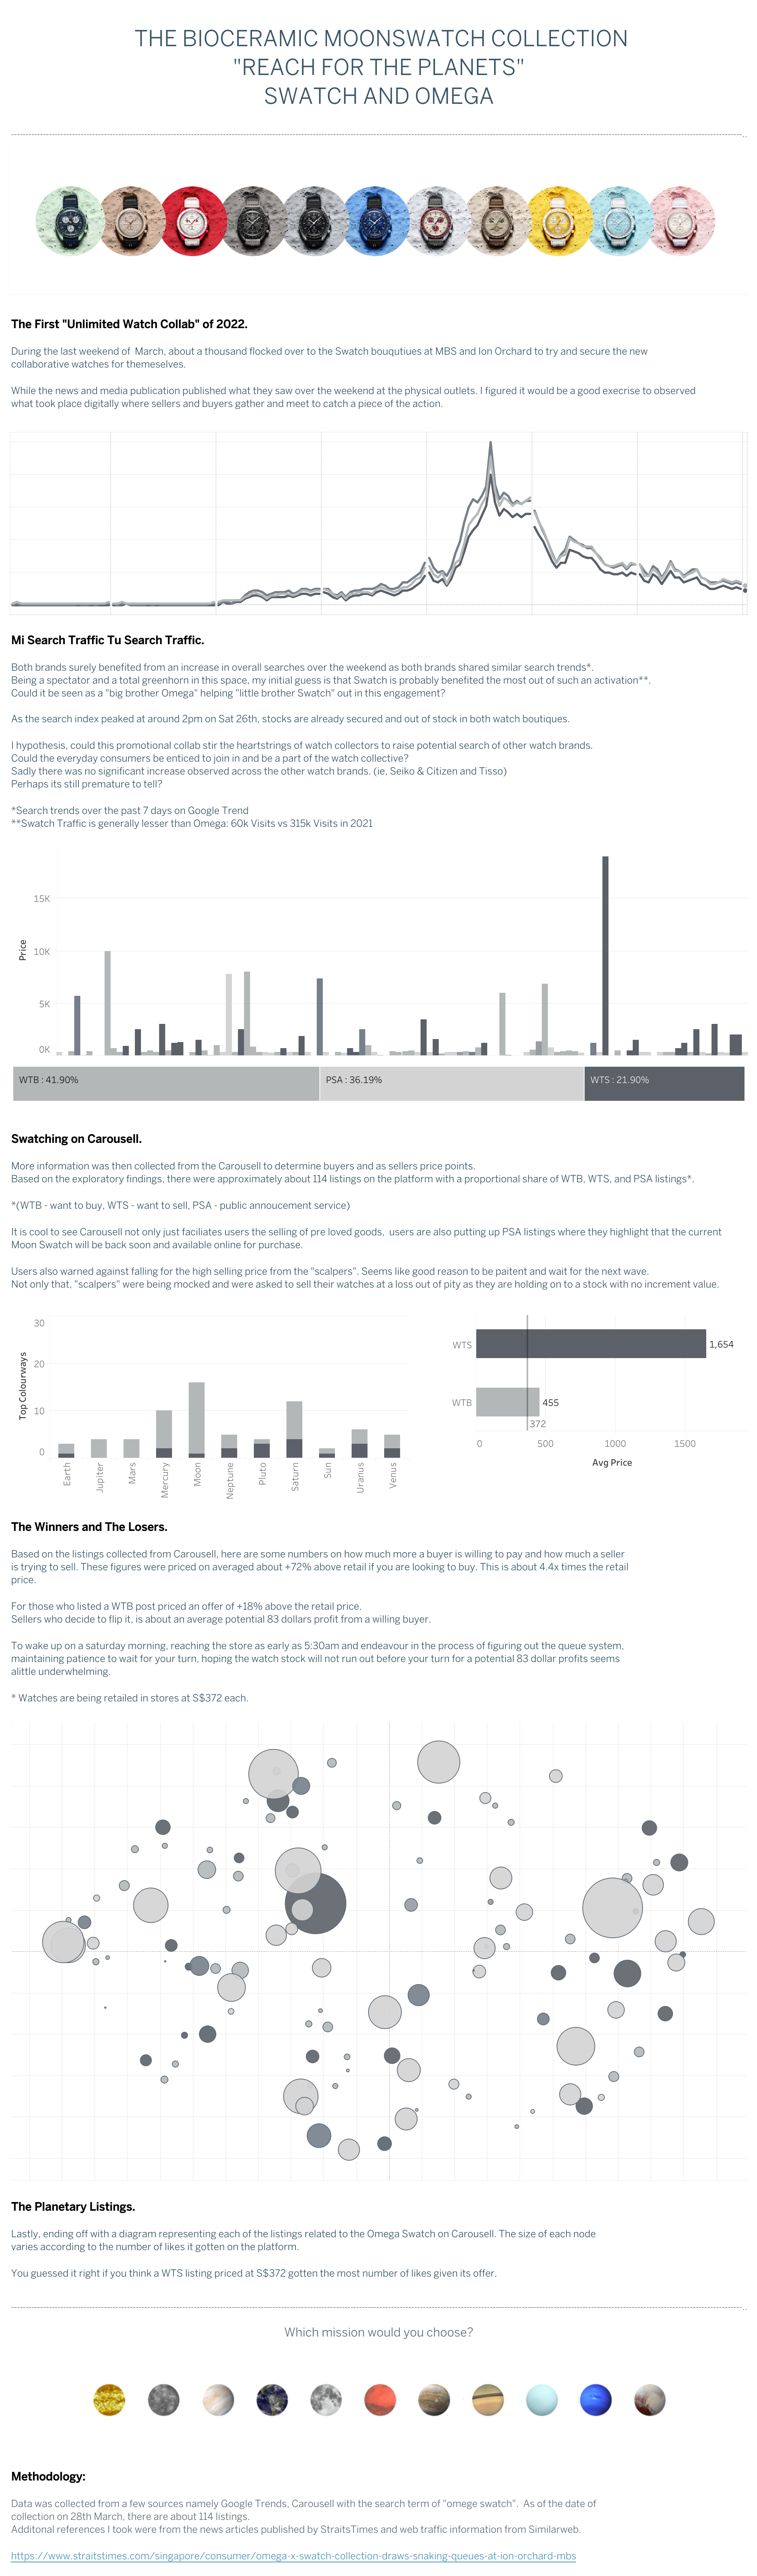 THE BIOCERAMIC MOONSWATCH COLLECTION
"REACH FOR THE PLANETS"
SWATCH AND OMEGA
The First "Unlimited Watch Collab" of 2022.
During the last weekend of  March, about a thousand flocked over to the Swatch bouqutiues at MBS and Ion Orchard to try and secure the new
collaborative watches for themeselves.
While the news and media publication published what they saw over the weekend at the physical outlets. I figured it would be a good execrise to observed
what took place digitally where sellers and buyers gather and meet to catch a piece of the action.
Mi Search Traffic Tu Search Traffic.
Both brands surely benefited from an increase in overall searches over the weekend as both brands shared similar search trends*.
Being a spectator and a total greenhorn in this space, my initial guess is that Swatch is probably benefited the most out of such an activation**.
Could it be seen as a "big brother Omega" helping "little brother Swatch" out in this engagement?
As the search index peaked at around 2pm on Sat 26th, stocks are already secured and out of stock in both watch boutiques.
I hypothesis, could this promotional collab stir the heartstrings of watch collectors to raise potential search of other watch brands.
Could the everyday consumers be enticed to join in and be a part of the watch collective?
Sadly there was no significant increase observed across the other watch brands. (ie, Seiko & Citizen and Tisso)
Perhaps its still premature to tell?
*Search trends over the past 7 days on Google Trend
**Swatch Traffic is generally lesser than Omega: 60k Visits vs 315k Visits in 2021
Price
15K
10K
5K
0K
WTB : 41.90%
PSA : 36.19%
WTS : 21.90%
Swatching on Carousell.
More information was then collected from the Carousell to determine buyers and as sellers price points.
Based on the exploratory findings, there were approximately about 114 listings on the platform with a proportional share of WTB, WTS, and PSA listings*.
*(WTB - want to buy, WTS - want to sell, PSA - public annoucement service)
It is cool to see Carousell not only just faciliates users the selling of pre loved goods,  users are also putting up PSA listings where they highlight that the current
Moon Swatch will be back soon and available online for purchase.
Users also warned against falling for the high selling price from the "scalpers". Seems like good reason to be paitent and wait for the next wave.
Not only that, "scalpers" were being mocked and were asked to sell their watches at a loss out of pity as they are holding on to a stock with no increment value.
Top Colourways
30
20
10
0
Earth
Jupiter
Mars
Mercury
Moon
Neptune
Pluto
Saturn
Sun
Uranus
Venus
WTS
1,654
WTB
455
372
0
500
1000
1500
Avg Price
The Winners and The Losers.
Based on the listings collected from Carousell, here are some numbers on how much more a buyer is willing to pay and how much a seller
is trying to sell. These figures were priced on averaged about +72% above retail if you are looking to buy. This is about 4.4x times the retail
price.
For those who listed a WTB post priced an offer of +18% above the retail price.
Sellers who decide to flip it, is about an average potential 83 dollars profit from a willing buyer.
To wake up on a saturday morning, reaching the store as early as 5:30am and endeavour in the process of figuring out the queue system,
maintaining patience to wait for your turn, hoping the watch stock will not run out before your turn for a potential 83 dollar profits seems
alittle underwhelming.
* Watches are being retailed in stores at S$372 each.
The Planetary Listings.
Lastly, ending off with a diagram representing each of the listings related to the Omega Swatch on Carousell. The size of each node
varies according to the number of likes it gotten on the platform.
You guessed it right if you think a WTS listing priced at S$372 gotten the most number of likes given its offer.
Which mission would you choose?
Methodology:
Data was collected from a few sources namely Google Trends, Carousell with the search term of "omege swatch".  As of the date of
collection on 28th March, there are about 114 listings.
Additonal references I took were from the news articles published by StraitsTimes and web traffic information from Similarweb.
https://www.straitstimes.com/singapore/consumer/omega-x-swatch-collection-draws-snaking-queues-at-ion-orchard-mbs